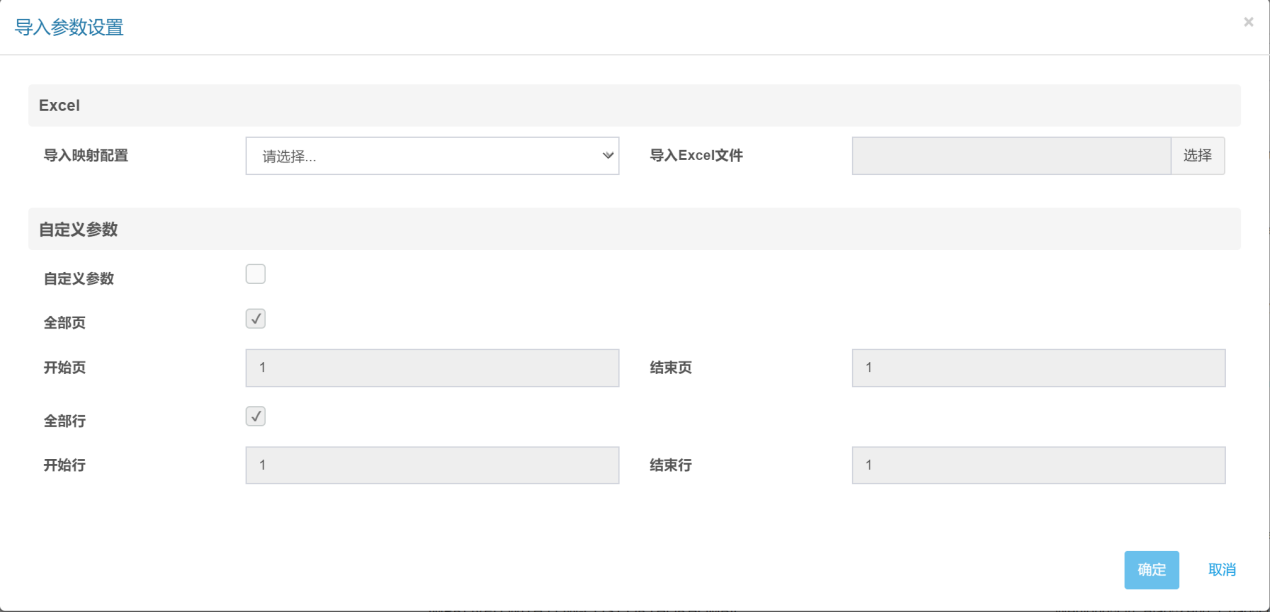 导入参数设置 ×
Excel
导入映射配置 请选择... 导入Excel文件 选择
自定义参数
自定义参数
全部页
开始页 1 结束页 1
全部行
开始行 1 结束行 1
确定 取消